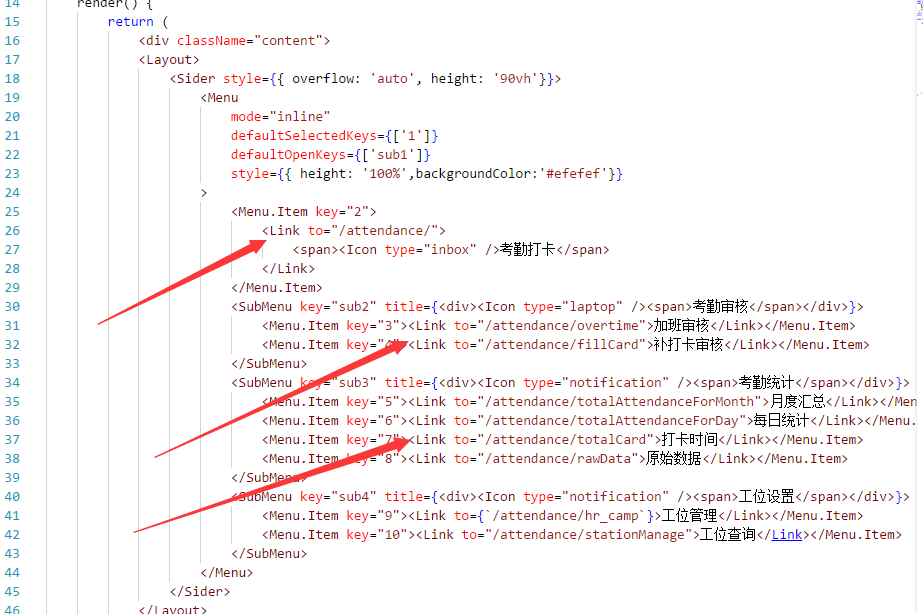 14 render() {
15 return (
16 <div className="content">
17 <Layout>
18 <Sider style={{ overflow: 'auto', height: '90vh'}}>
19 <Menu
20 mode="inline"
21 defaultSelectedKeys={['1']}
22 defaultOpenKeys={['sub1']}
23 style={{ height: '100%',backgroundColor:'#efefef'}}
24 >
25 <Menu.Item key="2">
26 <Link to="/attendance/">
27 <span><Icon type="inbox" />考勤打卡</span>
28 </Link>
29 </Menu.Item>
30 <SubMenu key="sub2" title={<div><Icon type="laptop" /><span>考勤审核</span></div>}>
31 <Menu.Item key="3"><Link to="/attendance/overtime">加班审核</Link></Menu.Item>
32 <Menu.Item key="4"><Link to="/attendance/fillCard">补打卡审核</Link></Menu.Item>
33 </SubMenu>
34 <SubMenu key="sub3" title={<div><Icon type="notification" /><span>考勤统计</span></div>}>
35 <Menu.Item key="5"><Link to="/attendance/totalAttendanceForMonth">月度汇总</Link></Men
36 <Menu.Item key="6"><Link to="/attendance/totalAttendanceForDay">每日统计</Link></Menu.
37 <Menu.Item key="7"><Link to="/attendance/totalCard">打卡时间</Link></Menu.Item>
38 <Menu.Item key="8"><Link to="/attendance/rawData">原始数据</Link></Menu.Item>
39 </SubMenu>
40 <SubMenu key="sub4" title={<div><Icon type="notification" /><span>工位设置</span></div>}>
41 <Menu.Item key="9"><Link to={`/attendance/hr_camp`}>工位管理</Link></Menu.Item>
42 <Menu.Item key="10"><Link to="/attendance/stationManage">工位查询</Link></Menu.Item>
43 </SubMenu>
44 </Menu>
45 </Sider>
46 </Layout>